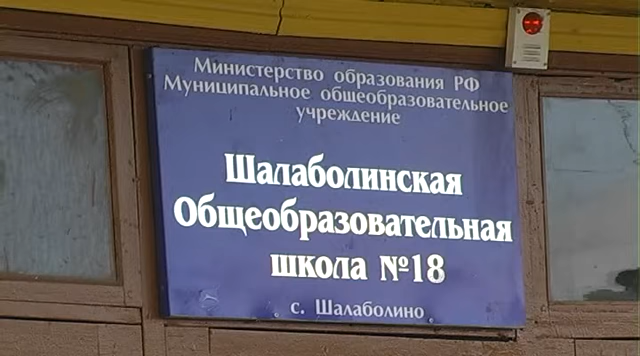 Министерство образования РФ
Муниципальное общеобразовательное
учреждение
Шалаболинская
Общеобразовательная
школа №18
с. Шалаболино